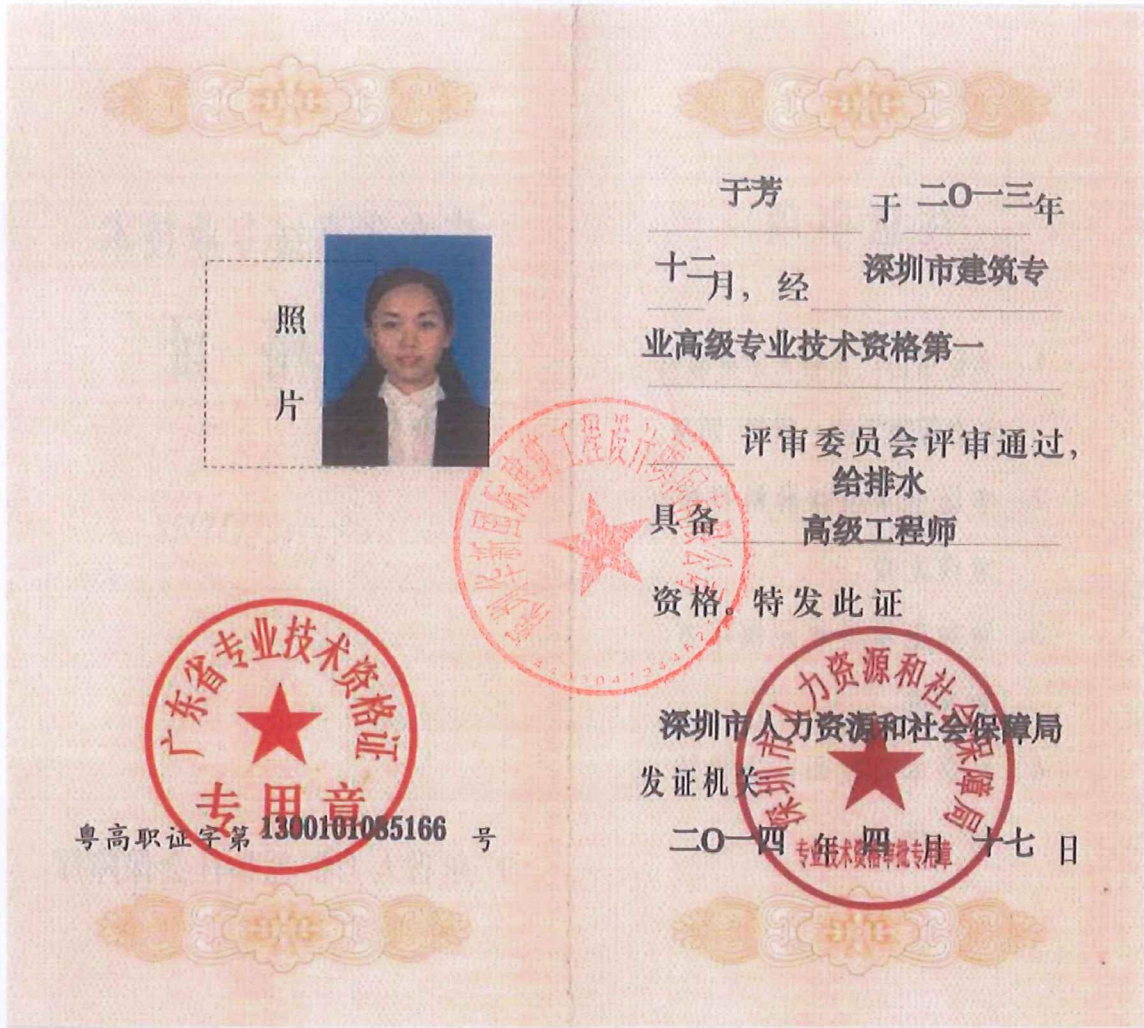 照
片
广东省专业技术资格证
专用章
粤高职证字第 1300101085166 号
于芳 于 二〇一三年
十二月，经 深圳市建筑专
业高级专业技术资格第一
评审委员会评审通过，
给排水
具备 高级工程师
资格。特发此证
深圳市人力资源和社会保障局
发证机关
二〇一四 年 四 月 十七 日
深圳市人力资源和社会保障局
专业技术资格审批专用章